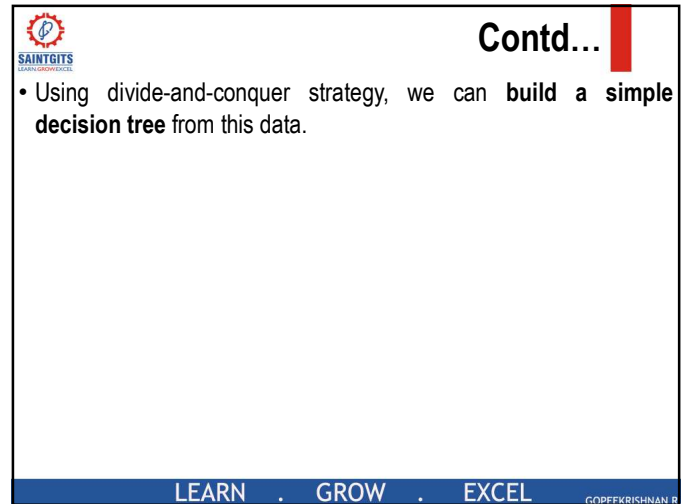 Contd…
SAINTGITS
LEARN.GROW.EXCEL
• Using divide-and-conquer strategy, we can build a simple
decision tree from this data.
LEARN . GROW . EXCEL
GOPEEKRISHNAN.R